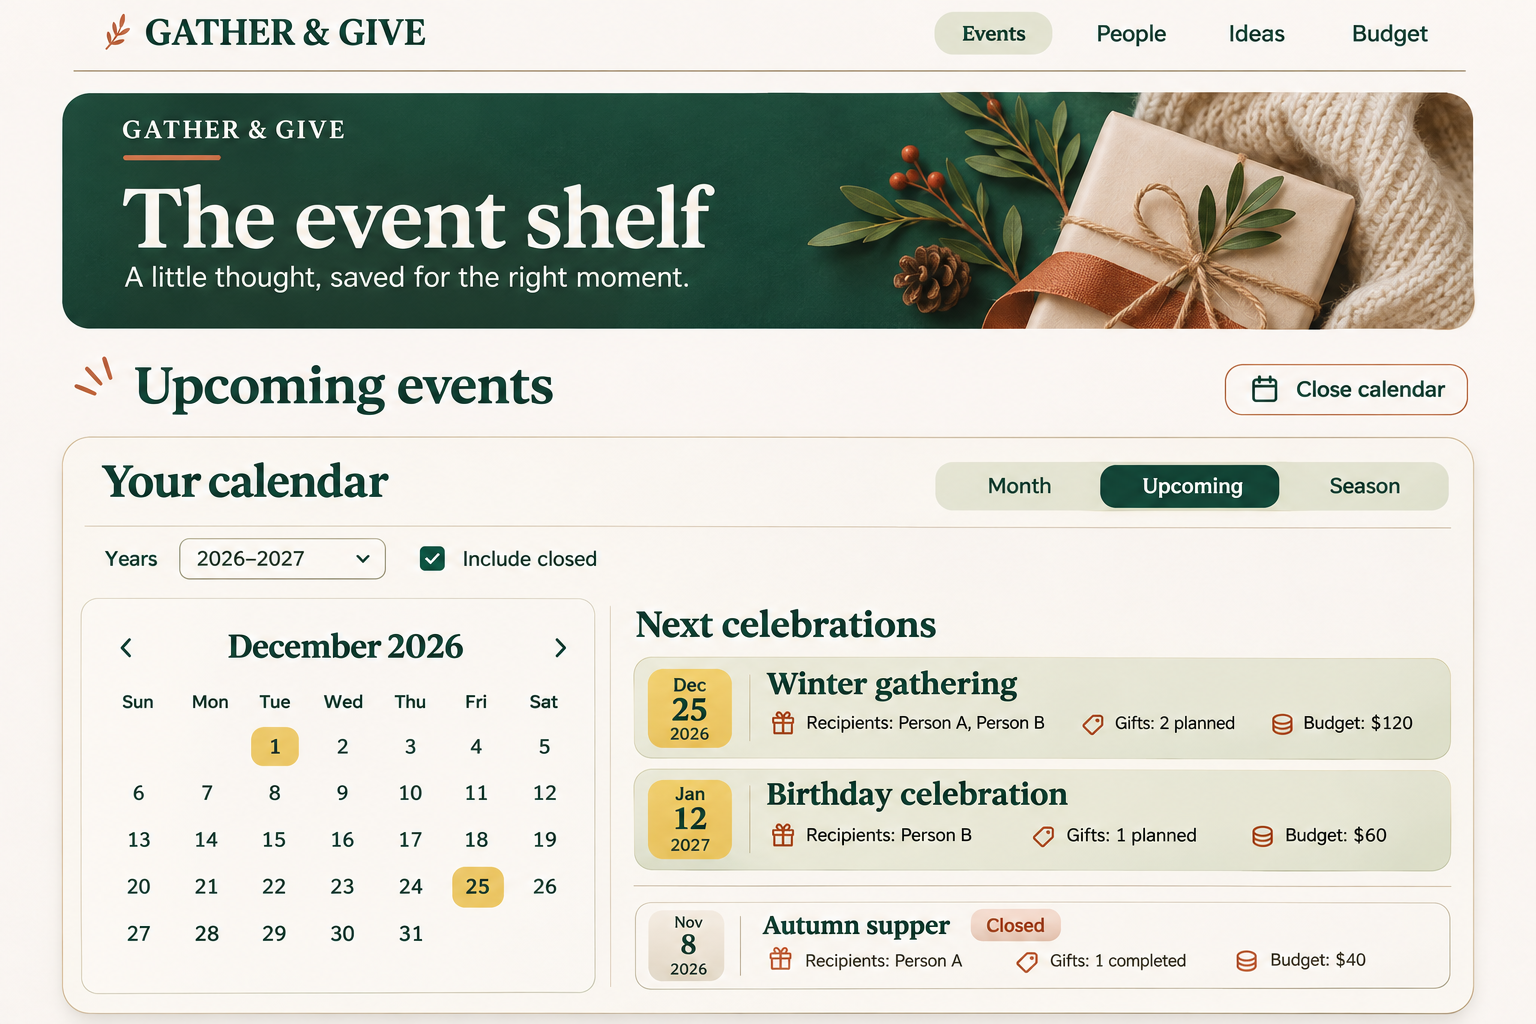 GATHER & GIVE
Events People Ideas Budget
GATHER & GIVE
The event shelf
A little thought, saved for the right moment.
Upcoming events
Close calendar
Your calendar
Month Upcoming Season
Years 2026–2027 Include closed
December 2026
Sun Mon Tue Wed Thu Fri Sat
1 2 3 4 5
6 7 8 9 10 11 12
13 14 15 16 17 18 19
20 21 22 23 24 25 26
27 28 29 30 31
Next celebrations
Dec
25
2026
Winter gathering
Recipients: Person A, Person B Gifts: 2 planned Budget: $120
Jan
12
2027
Birthday celebration
Recipients: Person B Gifts: 1 planned Budget: $60
Nov
8
2026
Autumn supper Closed
Recipients: Person A Gifts: 1 completed Budget: $40